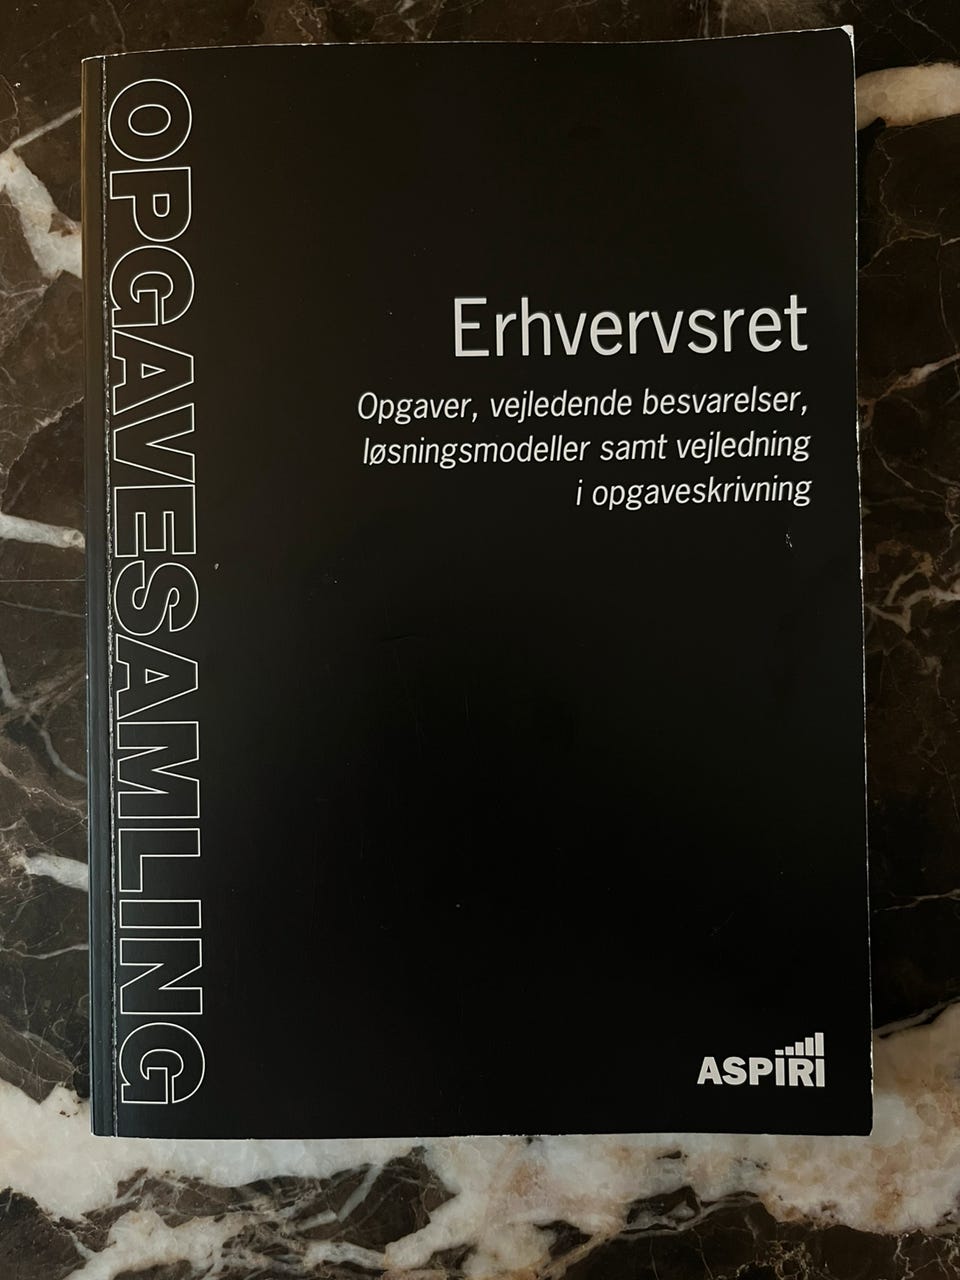 OPGAVESAMLING
Erhvervsret
Opgaver, vejledende besvarelser,
løsningsmodeller samt vejledning
i opgaveskrivning
ASPIRI